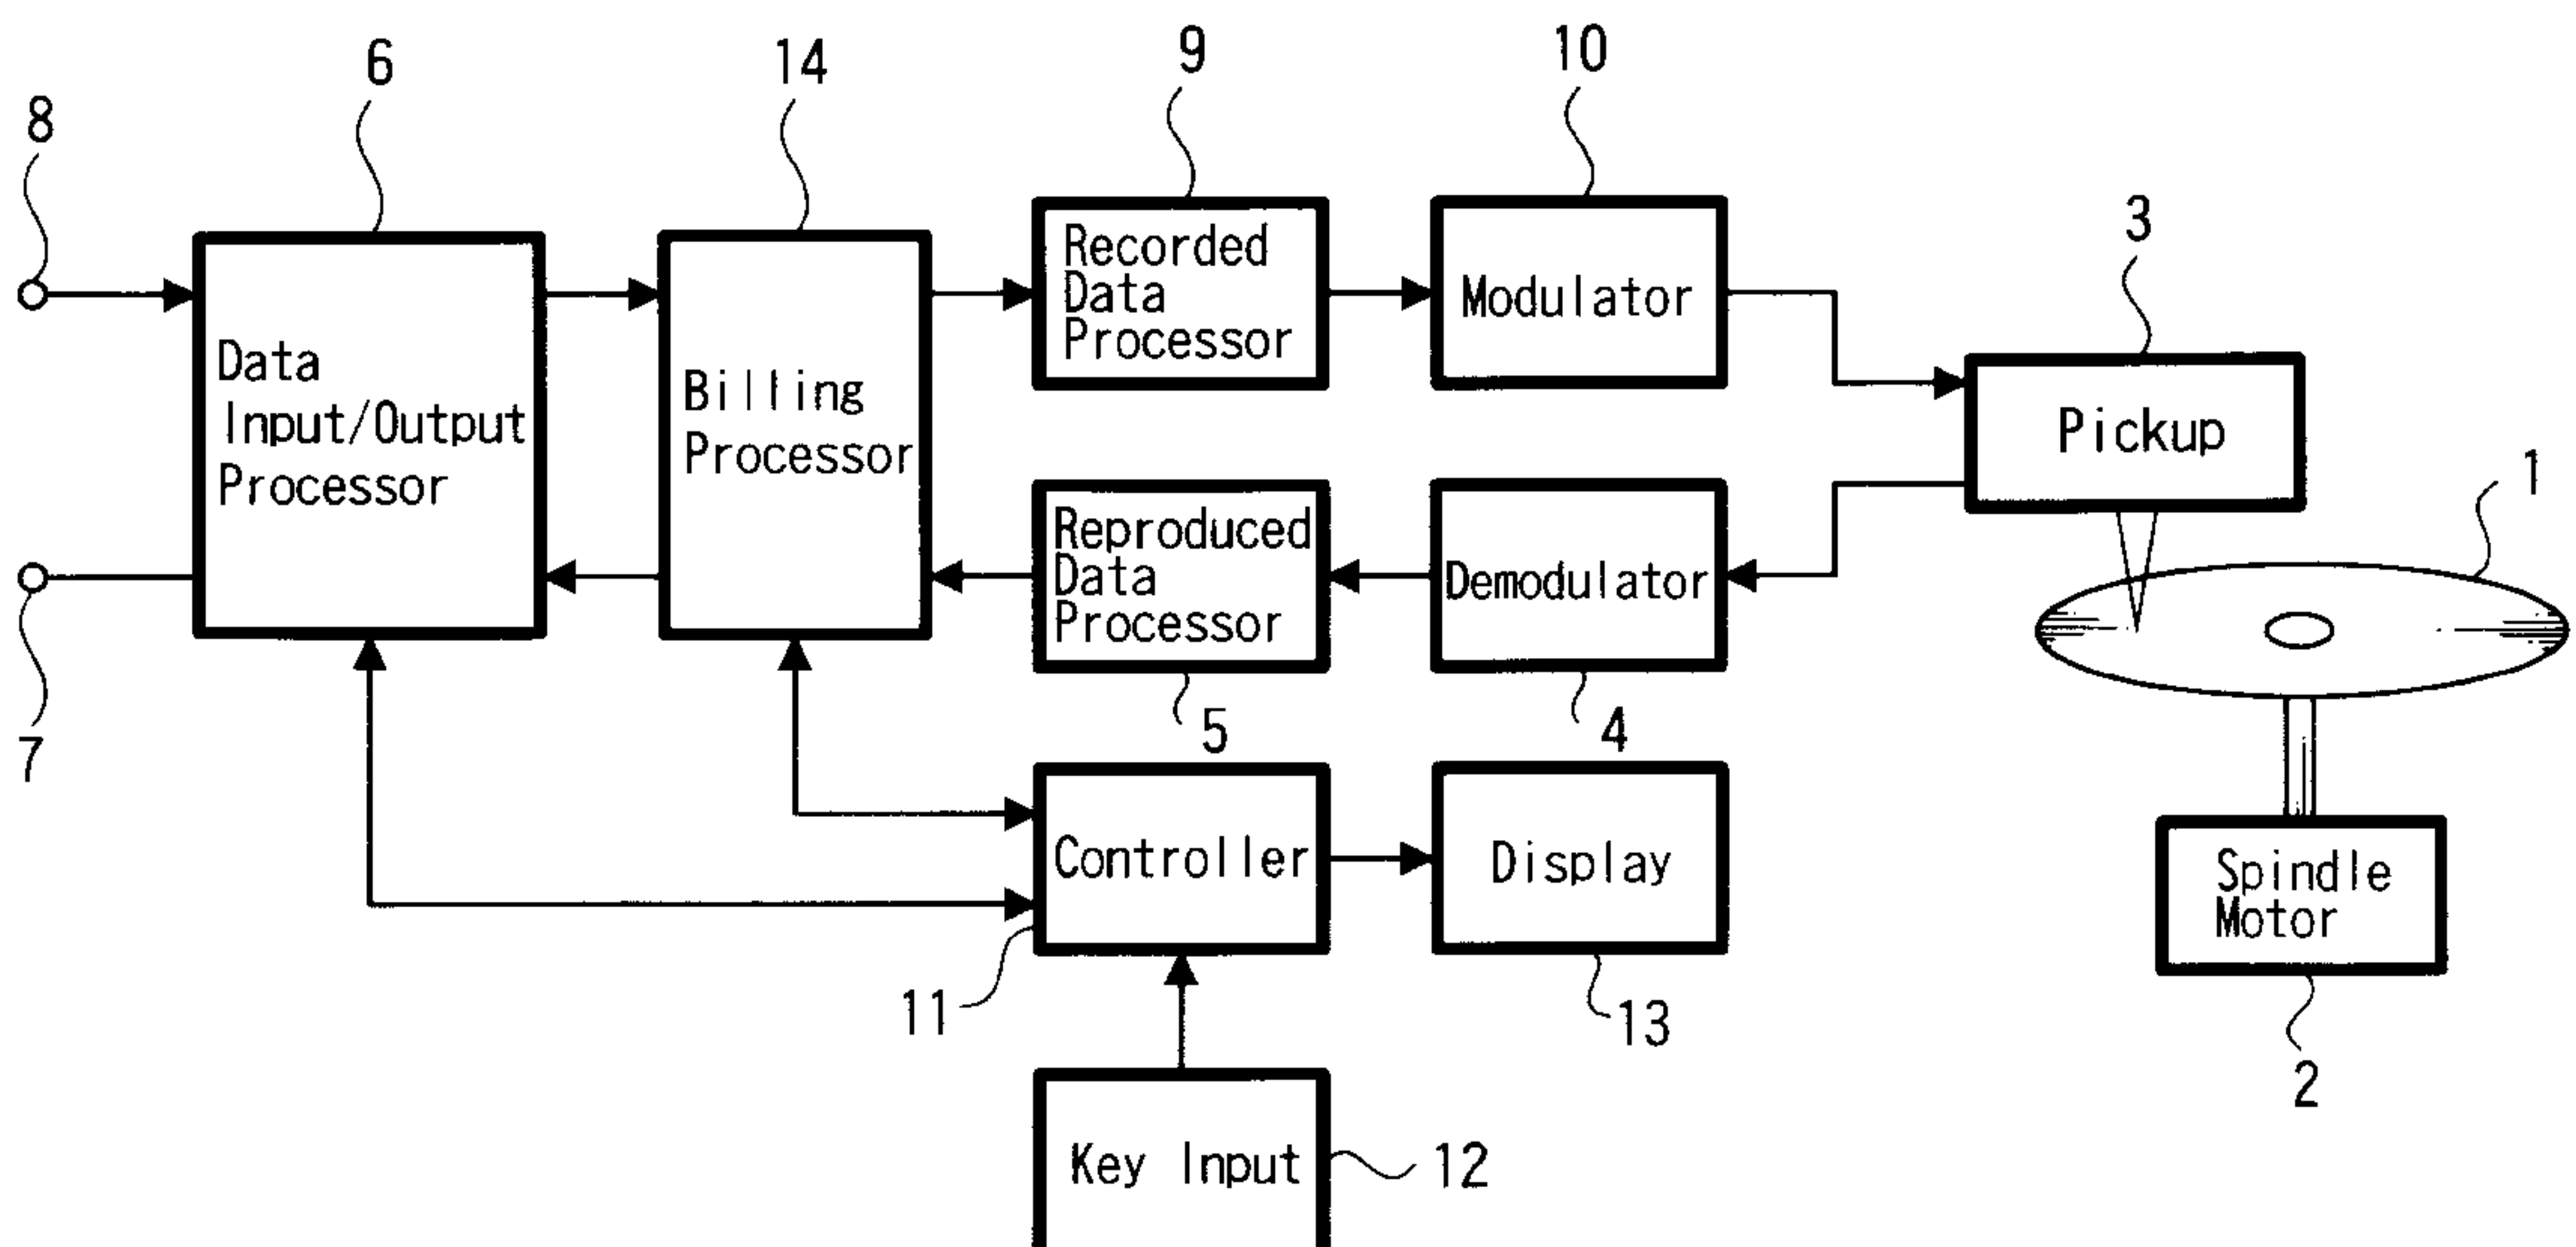 6
14
9
10
8
3
Recorded
Data
Processor
Modulator
Data
Input/Output
Processor
Billing
Processor
Pickup
1
Reproduced
Data
Processor
Demodulator
7
5
4
Controller
Display
Spindle
Motor
11
13
2
Key Input
12